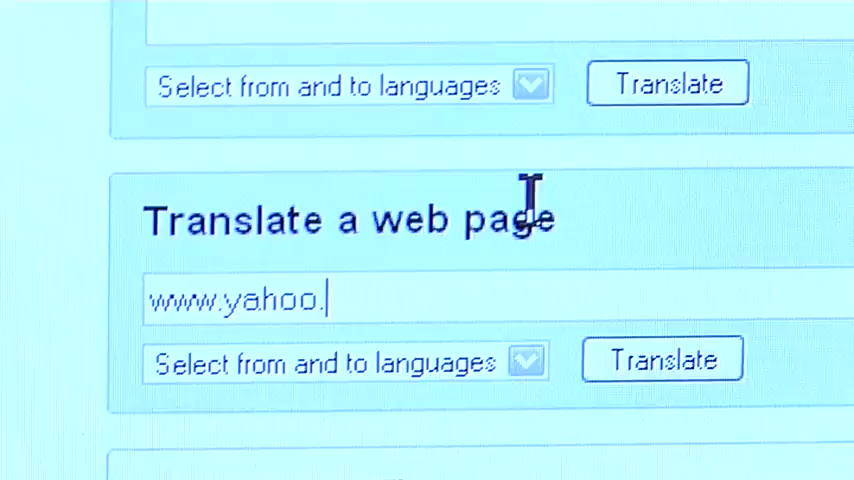 Select from and to languages Translate
Translate a web page
www.yahoo.
Select from and to languages Translate